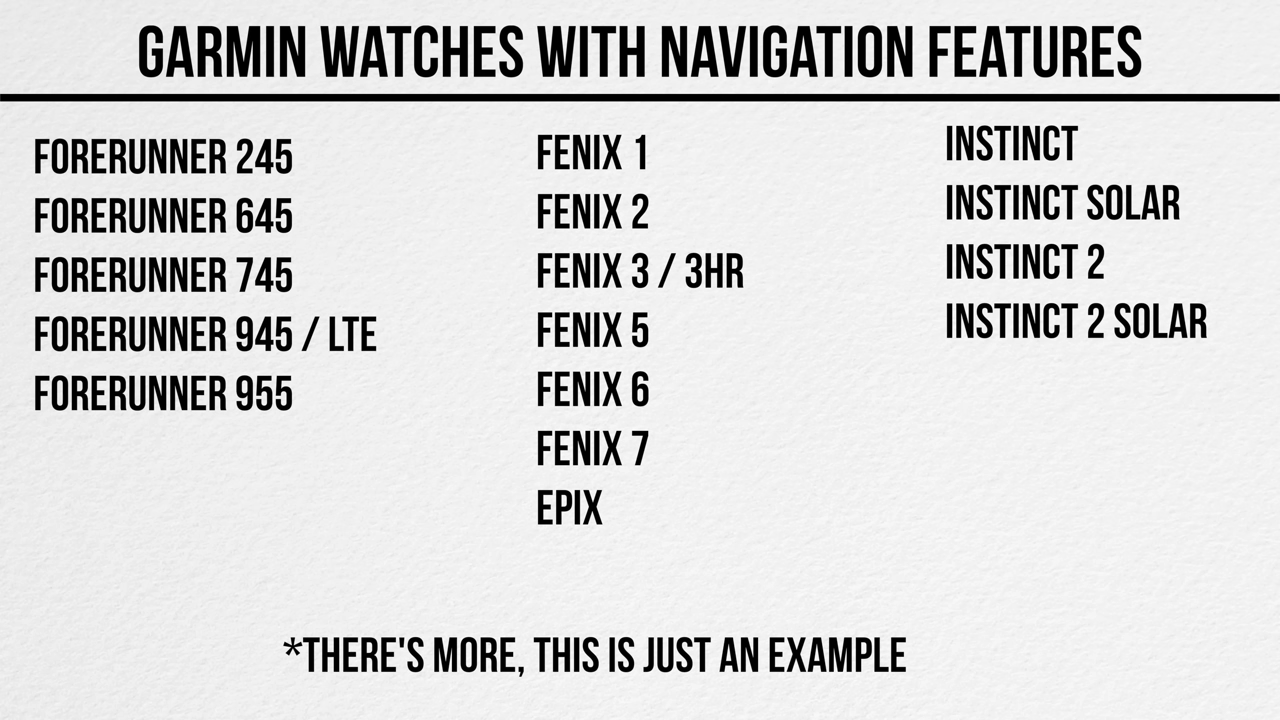 GARMIN WATCHES WITH NAVIGATION FEATURES
FORERUNNER 245
FORERUNNER 645
FORERUNNER 745
FORERUNNER 945 / LTE
FORERUNNER 955
FENIX 1
FENIX 2
FENIX 3 / 3HR
FENIX 5
FENIX 6
FENIX 7
EPIX
INSTINCT
INSTINCT SOLAR
INSTINCT 2
INSTINCT 2 SOLAR
*THERE'S MORE, THIS IS JUST AN EXAMPLE